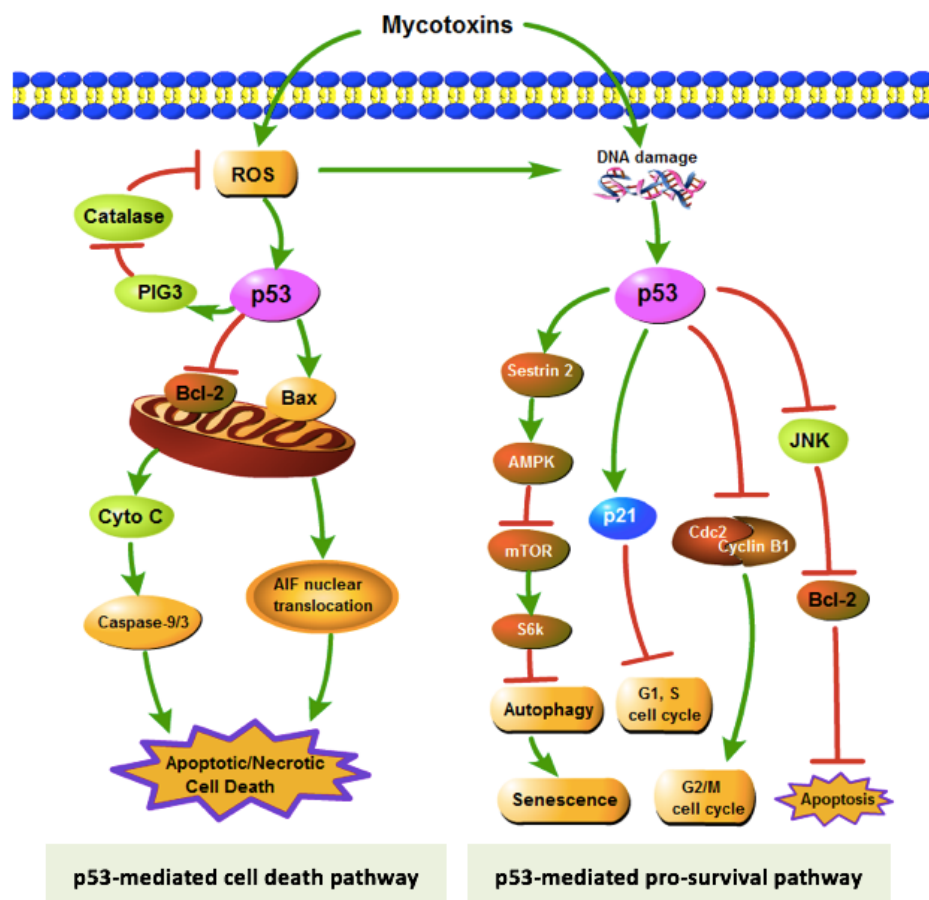 Mycotoxins
DNA damage
ROS
Catalase
PIG3
p53
p53
Bcl-2
Bax
Sestrin 2
AMPK
mTOR
S6k
Autophagy
Senescence
p21
G1, S
cell cycle
Cdc2
Cyclin B1
G2/M
cell cycle
JNK
Bcl-2
Apoptosis
Cyto C
Caspase-9/3
AIF nuclear
translocation
Apoptotic/Necrotic
Cell Death
p53-mediated cell death pathway
p53-mediated pro-survival pathway